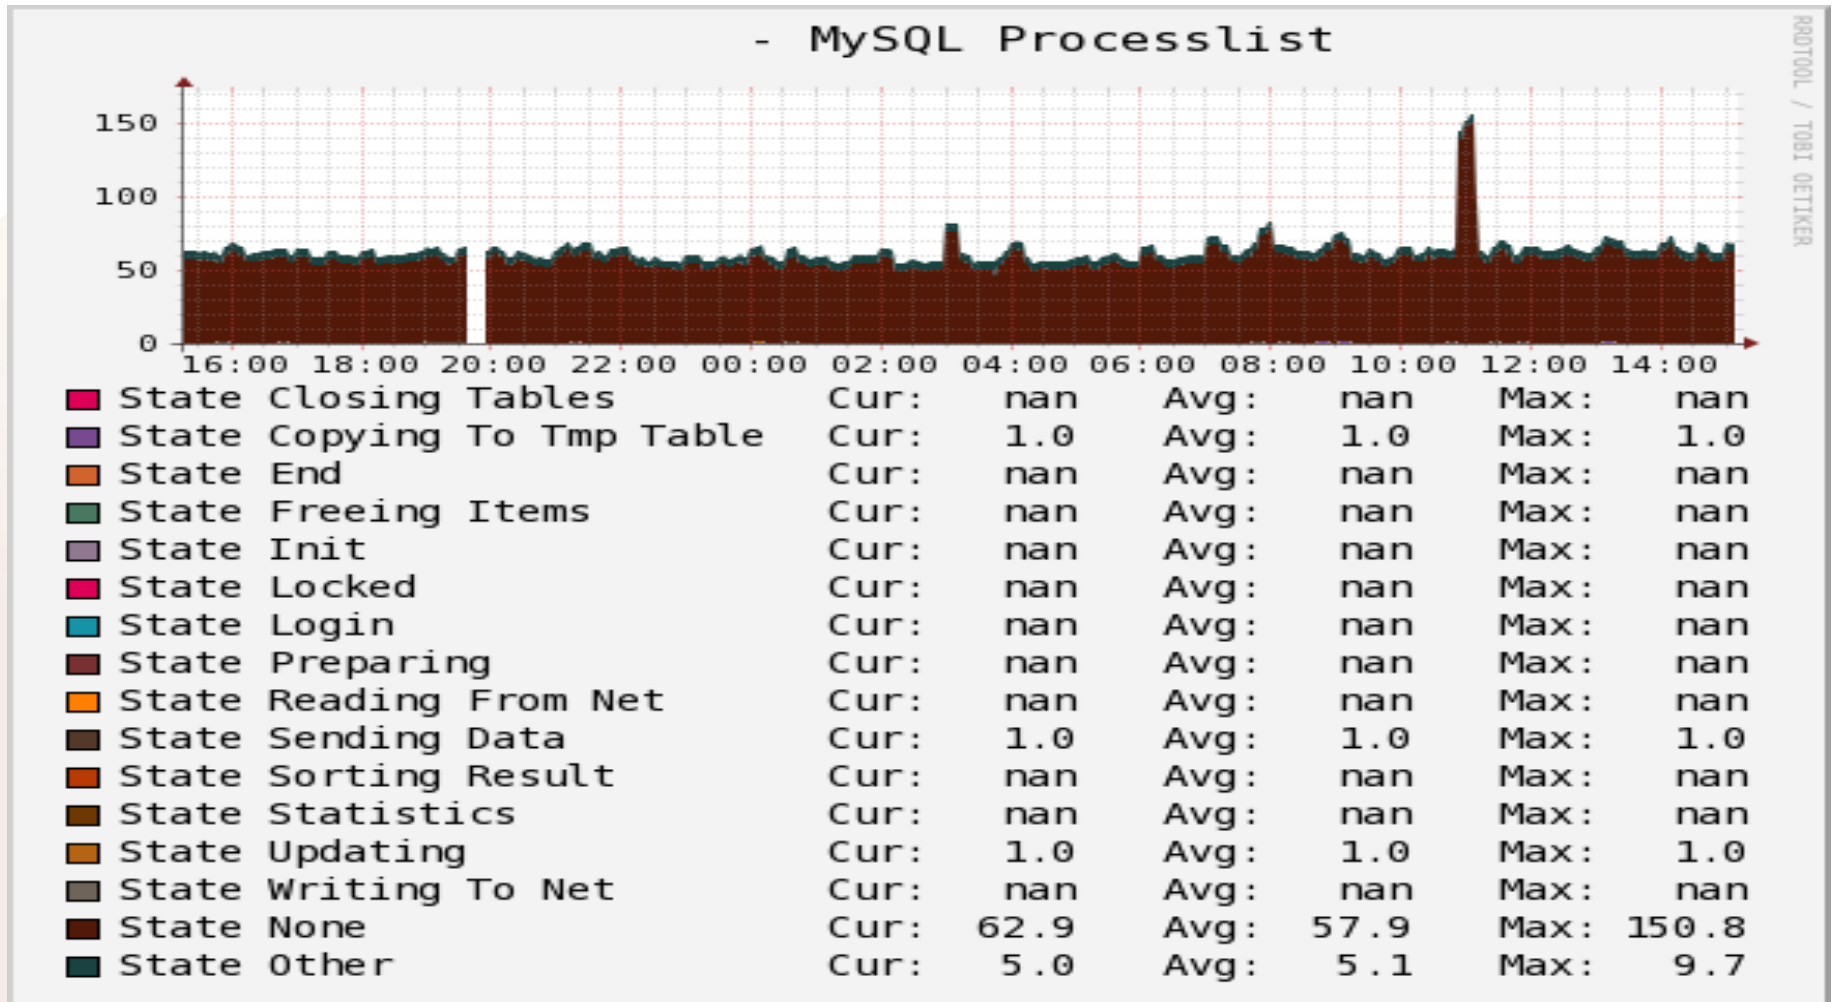 - MySQL Processlist
RRDTOOL / TOBI OETIKER
150
100
50
0
16:00 18:00 20:00 22:00 00:00 02:00 04:00 06:00 08:00 10:00 12:00 14:00
State Closing Tables Cur: nan Avg: nan Max: nan
State Copying To Tmp Table Cur: 1.0 Avg: 1.0 Max: 1.0
State End Cur: nan Avg: nan Max: nan
State Freeing Items Cur: nan Avg: nan Max: nan
State Init Cur: nan Avg: nan Max: nan
State Locked Cur: nan Avg: nan Max: nan
State Login Cur: nan Avg: nan Max: nan
State Preparing Cur: nan Avg: nan Max: nan
State Reading From Net Cur: nan Avg: nan Max: nan
State Sending Data Cur: 1.0 Avg: 1.0 Max: 1.0
State Sorting Result Cur: nan Avg: nan Max: nan
State Statistics Cur: nan Avg: nan Max: nan
State Updating Cur: 1.0 Avg: 1.0 Max: 1.0
State Writing To Net Cur: nan Avg: nan Max: nan
State None Cur: 62.9 Avg: 57.9 Max: 150.8
State Other Cur: 5.0 Avg: 5.1 Max: 9.7